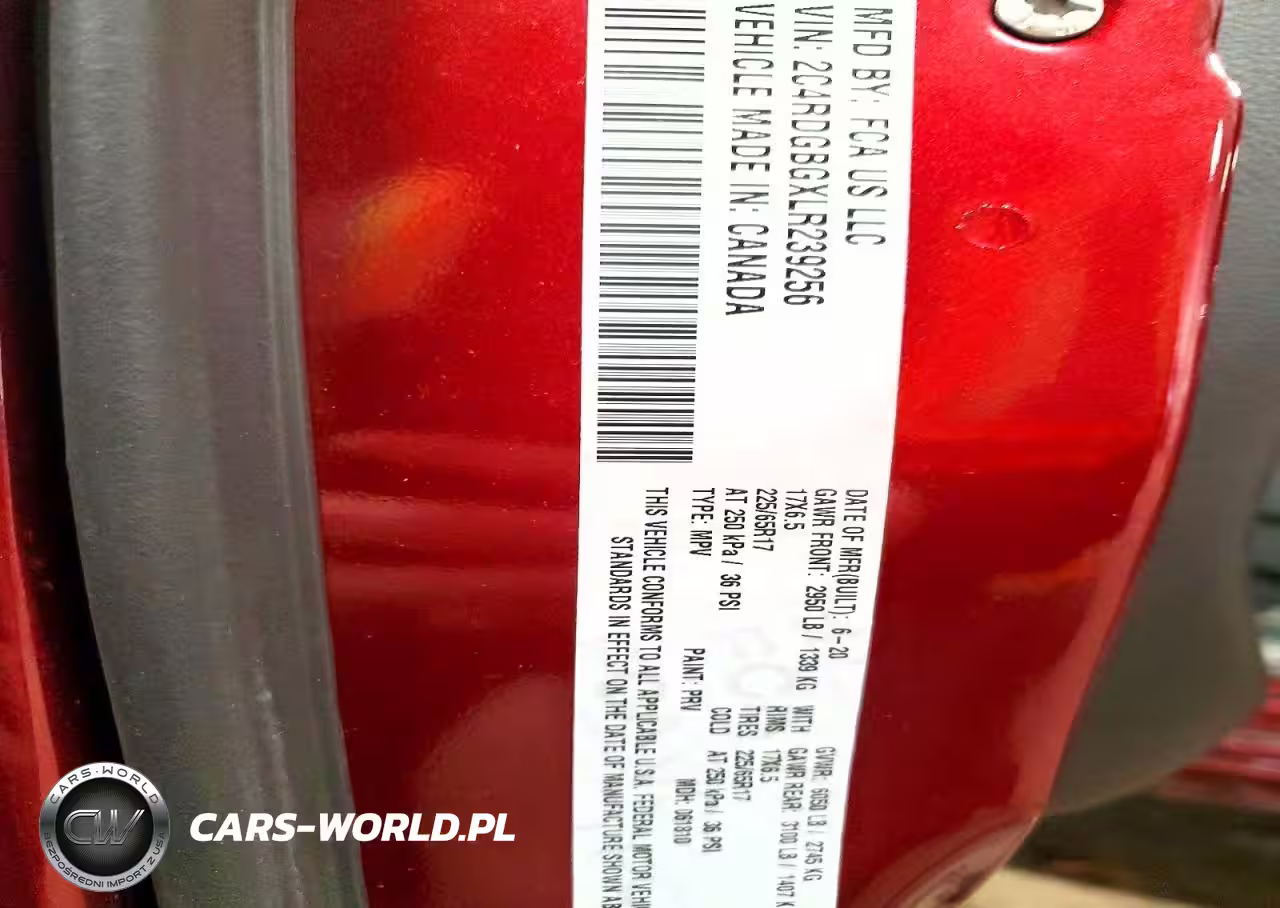 MFD BY: FCA US LLC
VIN: 2C4RDGBGXLR239256
VEHICLE MADE IN: CANADA
DATE OF MFR(BUILT): 6-20 GVWR: 6050 LB / 2745 KG
GAWR FRONT: 2950 LB / 1339 KG WITH GAWR REAR: 3100 LB / 1407 K
17X6.5 RIMS 17X6.5
225/65R17 TIRES 225/65R17
AT 250 kPa / 36 PSI COLD AT 250 kPa / 36 PSI
TYPE: MPV PAINT: PRV MDH: 061810
THIS VEHICLE CONFORMS TO ALL APPLICABLE U.S.A. FEDERAL MOTOR VEHI
STANDARDS IN EFFECT ON THE DATE OF MANUFACTURE SHOWN AB
CARS-WORLD
CW
BEZPOŚREDNI IMPORT Z USA
CARS-WORLD.PL